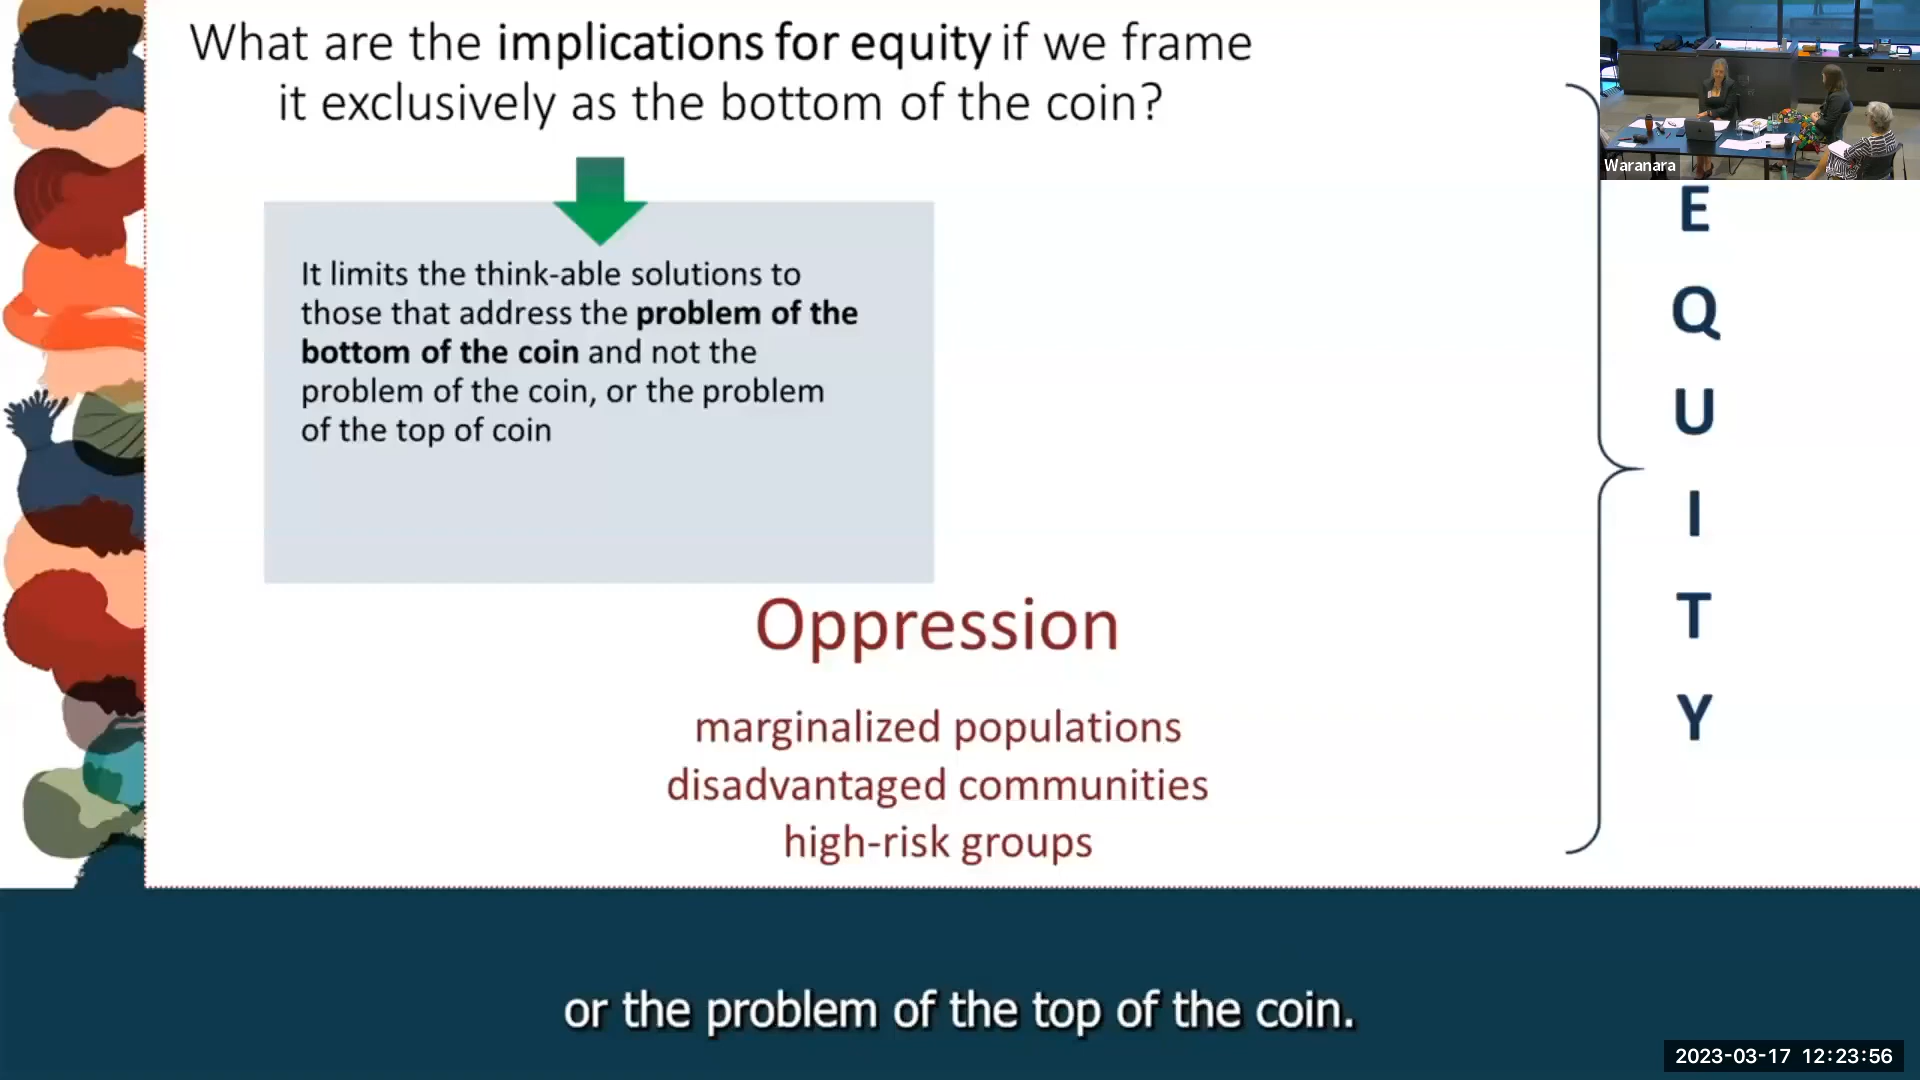 What are the implications for equity if we frame
it exclusively as the bottom of the coin?
It limits the think-able solutions to
those that address the problem of the
bottom of the coin and not the
problem of the coin, or the problem
of the top of coin
Oppression
marginalized populations
disadvantaged communities
high-risk groups
Waranara
E
Q
U
I
T
Y
or the problem of the top of the coin.
2023-03-17 12:23:56